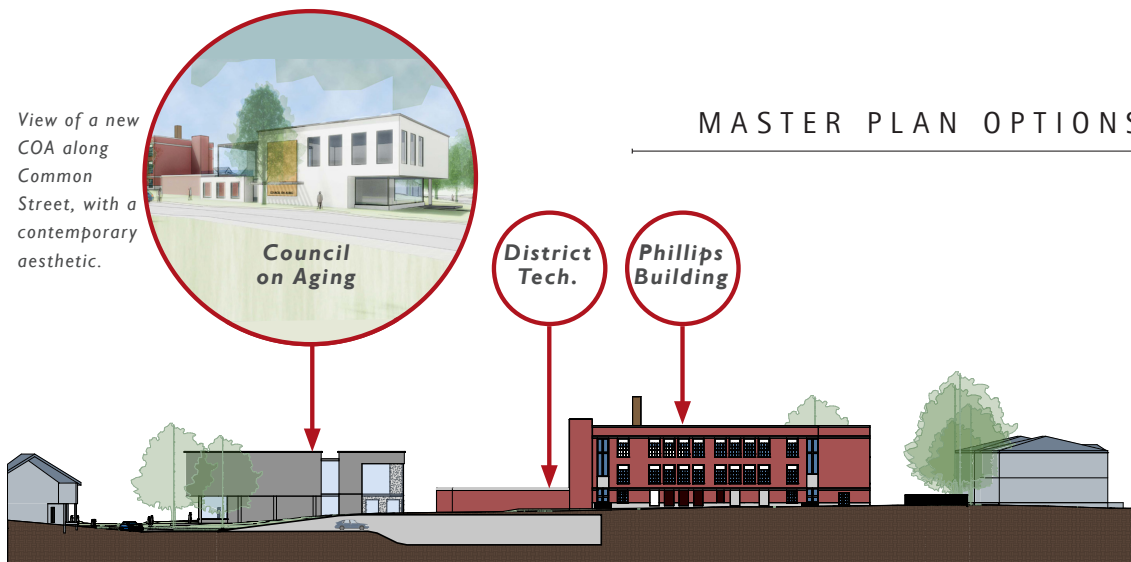 MASTER PLAN OPTIONS
View of a new
COA along
Common
Street, with a
contemporary
aesthetic.
Council
on Aging
District
Tech.
Phillips
Building